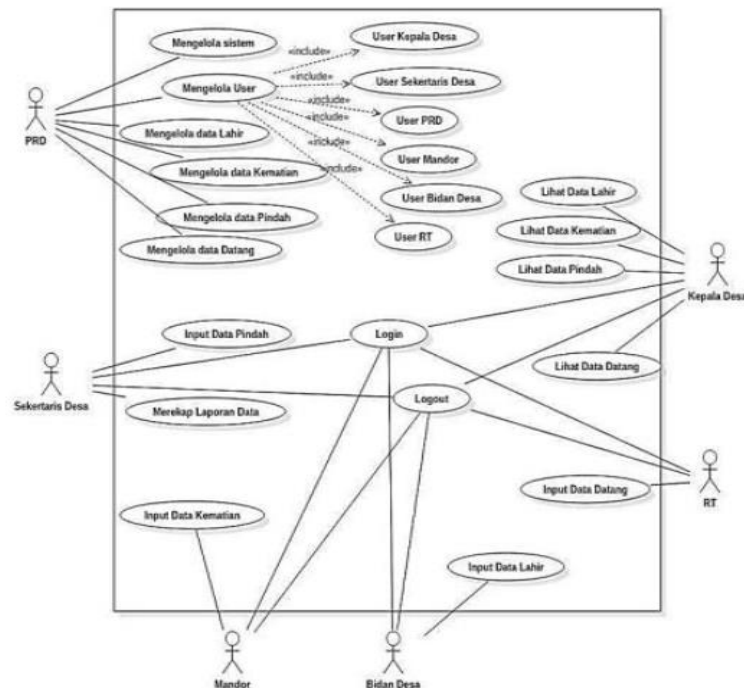 User Kepala Desa
Mengelola sistem
«include»
User Sekertaris Desa
Mengelola User
«include»
«include»
User PRD
PRD
Mengelola data Lahir
«include»
User Mandor
«include»
Mengelola data Kematian
«include»
User Bidan Desa
Lihat Data Lahir
Mengelola data Pindah
User RT
Lihat Data Kematian
Mengelola data Datang
Lihat Data Pindah
Kepala Desa
Input Data Pindah
Login
Lihat Data Datang
Sekertaris Desa
Merekap Laporan Data
Logout
Input Data Datang
RT
Input Data Kematian
Input Data Lahir
Mandor
Bidan Desa